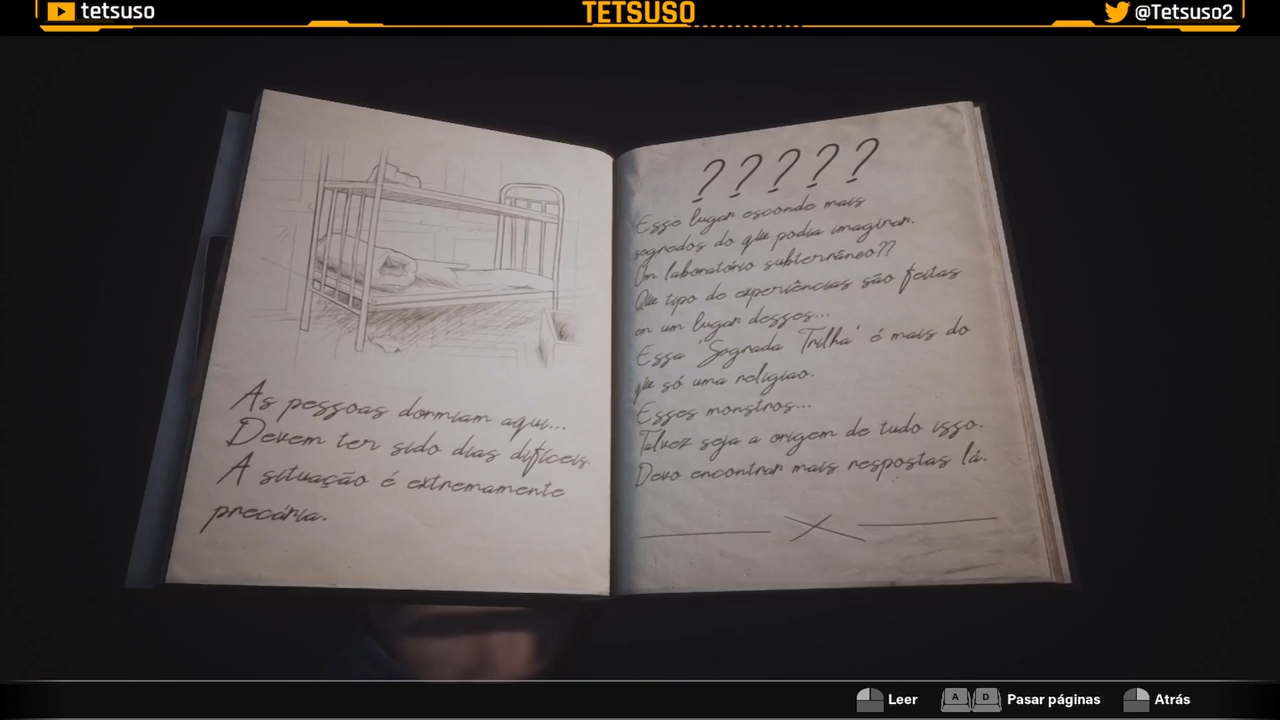 tetsuso
TETSUSO
@Tetsuso2
As pessoas dormiam aqui...
Devem ter sido dias difíceis.
A situação é extremamente
precária.
?????
Esse lugar esconde mais
segredos do que podia imaginar.
Um laboratório subterrâneo??
Que tipo de experiências são feitas
em um lugar desses...
Essa 'Sagrada Trilha' é mais do
que só uma religiao.
Esses monstros...
Talvez seja a origem de tudo isso.
Devo encontrar mais respostas lá.
Leer
A D Pasar páginas
Atrás